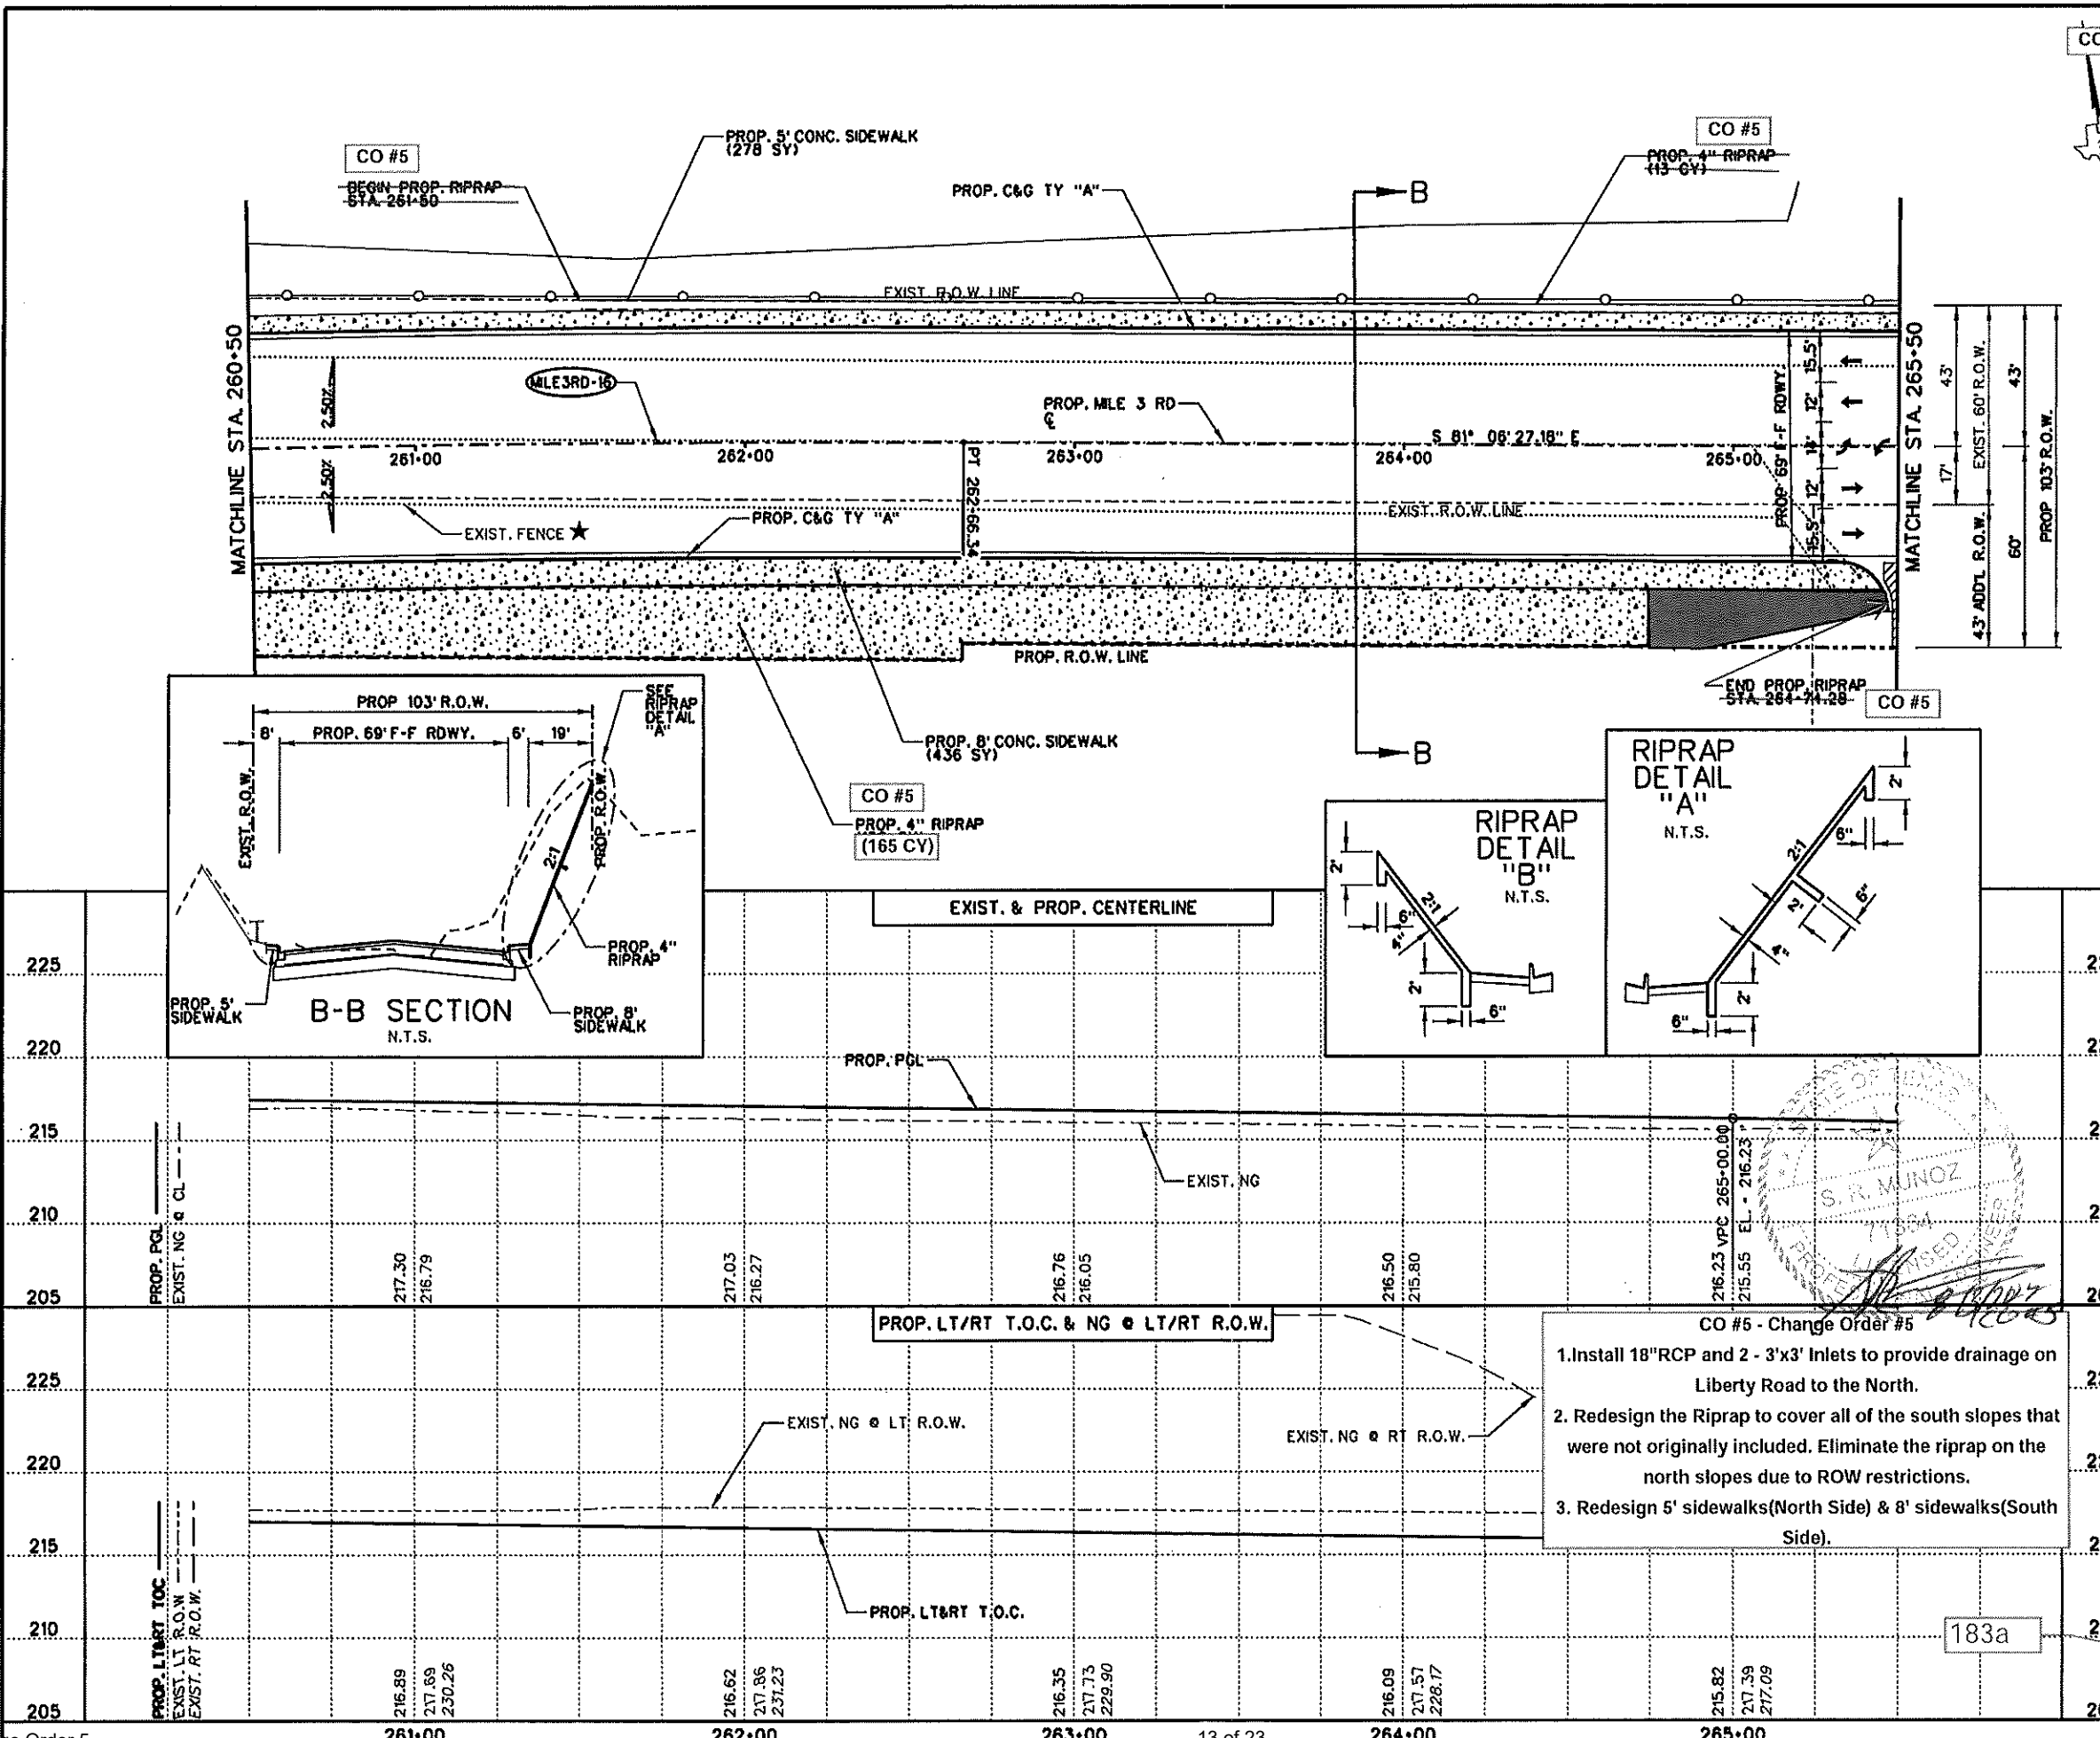 CO #5
BEGIN PROP. RIPRAP
STA. 261+50
PROP. 5' CONC. SIDEWALK
(278 SY)
PROP. C&G TY "A"
B
CO #5
PROP. 4" RIPRAP
(13 CY)
EXIST. R.O.W. LINE
MATCHLINE STA. 260+50
2.50%
2.50%
MILE3RD-16
PROP. MILE 3 RD
℄
S 81° 06' 27.18" E
261+00
262+00
263+00
264+00
265+00
PT 262+66.34
EXIST. FENCE ★
PROP. C&G TY "A"
EXIST. R.O.W. LINE
PROP 69' F-F RDWY.
15.5'
12'
14'
12'
15.5'
MATCHLINE STA. 265+50
43'
17'
EXIST. 60' R.O.W.
43' ADD'L R.O.W.
43'
60'
PROP 103' R.O.W.
PROP. R.O.W. LINE
END PROP. RIPRAP
STA. 264+74.28
CO #5
PROP. 8' CONC. SIDEWALK
(436 SY)
CO #5
PROP. 4" RIPRAP
(165 CY)
B
PROP 103' R.O.W.
8'
PROP. 69' F-F RDWY.
6'
19'
SEE
RIPRAP
DETAIL
"A"
EXIST. R.O.W.
PROP. R.O.W.
2:1
PROP. 4"
RIPRAP
PROP. 5'
SIDEWALK
B-B SECTION
N.T.S.
PROP. 8'
SIDEWALK
RIPRAP
DETAIL
"B"
N.T.S.
2'
2:1
6"
4"
2'
6"
RIPRAP
DETAIL
"A"
N.T.S.
2'
6"
2:1
6"
2'
4"
2'
6"
EXIST. & PROP. CENTERLINE
225
220
215
210
205
PROP. PGL
EXIST. NG @ CL
PROP. PGL
EXIST. NG
217.30
216.79
217.03
216.27
216.76
216.05
216.50
215.80
216.23
215.55
VPC 265+00.00
EL. = 216.23
STATE OF TEXAS
S. R. MUNOZ
LICENSED
PROP. LT/RT T.O.C. & NG @ LT/RT R.O.W.
CO #5 - Change Order #5
1.Install 18"RCP and 2 - 3'x3' Inlets to provide drainage on
Liberty Road to the North.
2. Redesign the Riprap to cover all of the south slopes that
were not originally included. Eliminate the riprap on the
north slopes due to ROW restrictions.
3. Redesign 5' sidewalks(North Side) & 8' sidewalks(South
Side).
225
220
215
210
205
EXIST. NG @ LT R.O.W.
EXIST. NG @ RT R.O.W.
PROP. LT&RT T.O.C.
PROP. LT&RT TOC
EXIST. LT R.O.W
EXIST. RT R.O.W.
216.89
217.69
230.26
216.62
217.86
231.23
216.35
217.73
229.90
216.09
217.57
228.17
215.82
217.39
217.09
183a
261+00
262+00
263+00
13 of 23
264+00
265+00
Order 5